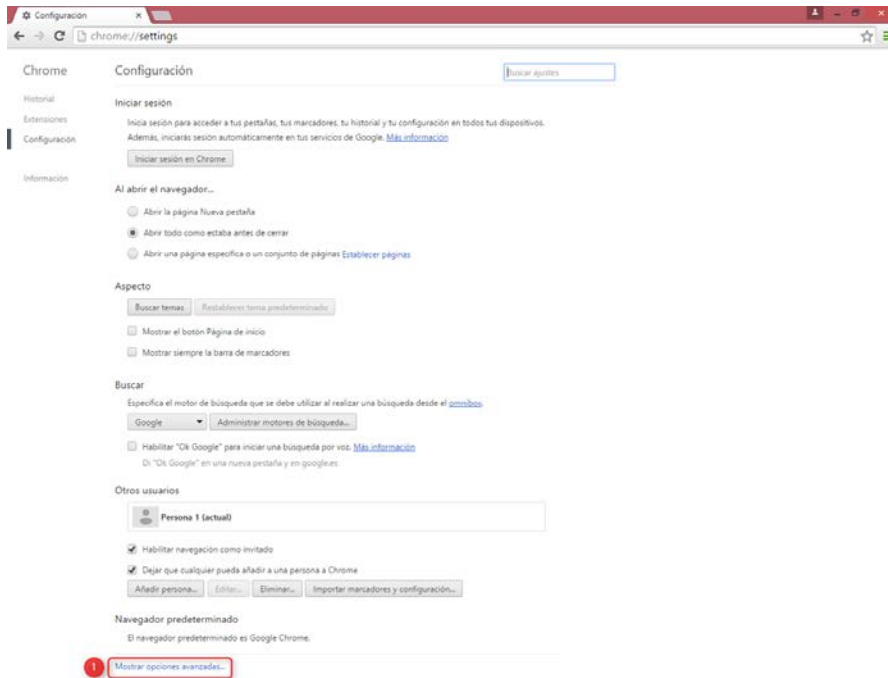 Configuración
chrome://settings
Chrome
Historial
Extensiones
Configuración
Información
Configuración
Buscar ajustes
Iniciar sesión
Inicia sesión para acceder a tus pestañas, tus marcadores, tu historial y tu configuración en todos tus dispositivos.
Además, iniciarás sesión automáticamente en tus servicios de Google. Más información
Iniciar sesión en Chrome
Al abrir el navegador...
Abrir la página Nueva pestaña
Abrir todo como estaba antes de cerrar
Abrir una página específica o un conjunto de páginas Establecer páginas
Aspecto
Buscar temas Restablecer tema predeterminado
Mostrar el botón Página de inicio
Mostrar siempre la barra de marcadores
Buscar
Especifica el motor de búsqueda que se debe utilizar al realizar una búsqueda desde el omnibox.
Google Administrar motores de búsqueda...
Habilitar "Ok Google" para iniciar una búsqueda por voz. Más información
Di "Ok Google" en una nueva pestaña y en google.es
Otros usuarios
Persona 1 (actual)
Habilitar navegación como invitado
Dejar que cualquier pueda añadir a una persona a Chrome
Añadir persona... Editar... Eliminar... Importar marcadores y configuración...
Navegador predeterminado
El navegador predeterminado es Google Chrome.
1 Mostrar opciones avanzadas...